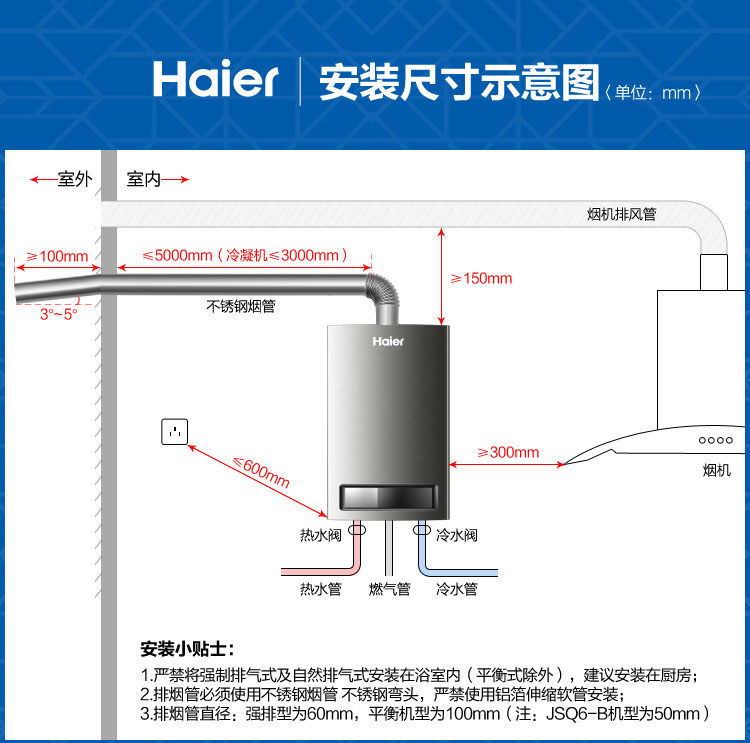 Haier 安装尺寸示意图（单位：mm）
室外 室内
烟机排风管
≥100mm ≤5000mm（冷凝机≤3000mm）
≥150mm
3°~5° 不锈钢烟管
Haier
≤600mm
≥300mm
烟机
热水阀 冷水阀
热水管 燃气管 冷水管
安装小贴士：
1.严禁将强制排气式及自然排气式安装在浴室内（平衡式除外），建议安装在厨房；
2.排烟管必须使用不锈钢烟管 不锈钢弯头，严禁使用铝箔伸缩软管安装；
3.排烟管直径：强排型为60mm，平衡机型为100mm（注：JSQ6-B机型为50mm）